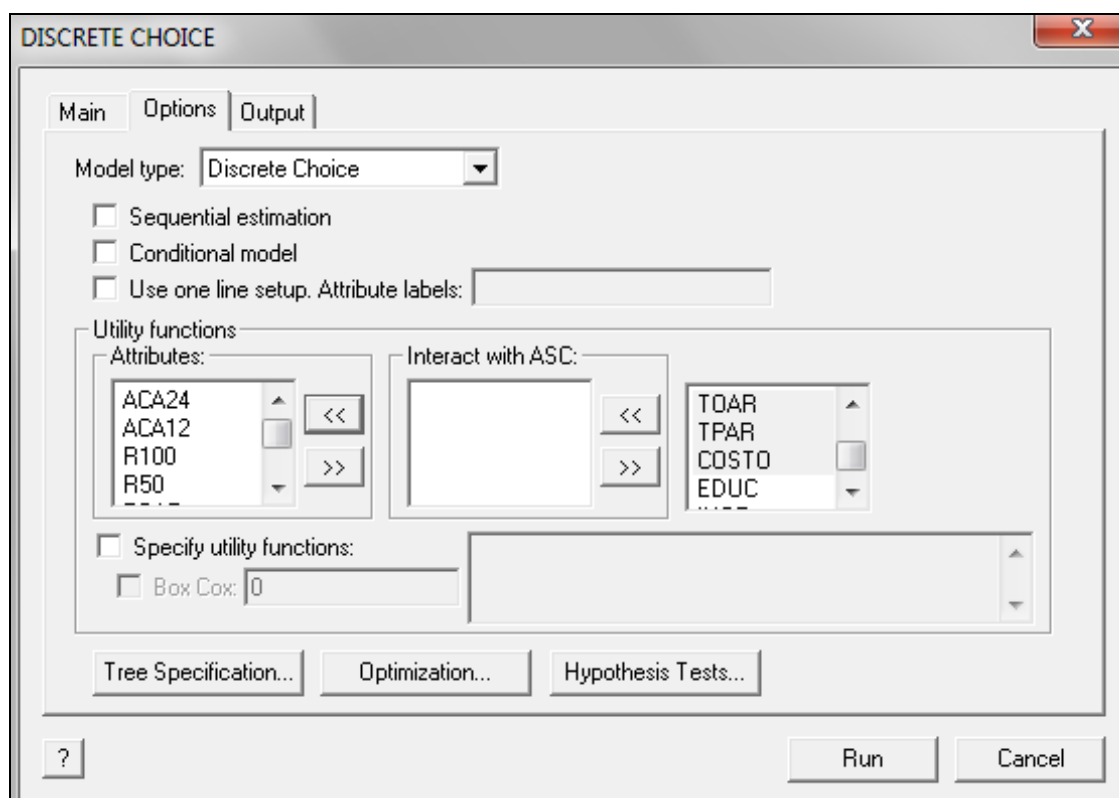 DISCRETE CHOICE
Main Options Output
Model type: Discrete Choice
Sequential estimation
Conditional model
Use one line setup. Attribute labels:
Utility functions
Attributes:
ACA24
ACA12
R100
R50
<<
>>
Interact with ASC:
<<
>>
TOAR
TPAR
COSTO
EDUC
Specify utility functions:
Box Cox: 0
Tree Specification... Optimization... Hypothesis Tests...
? Run Cancel